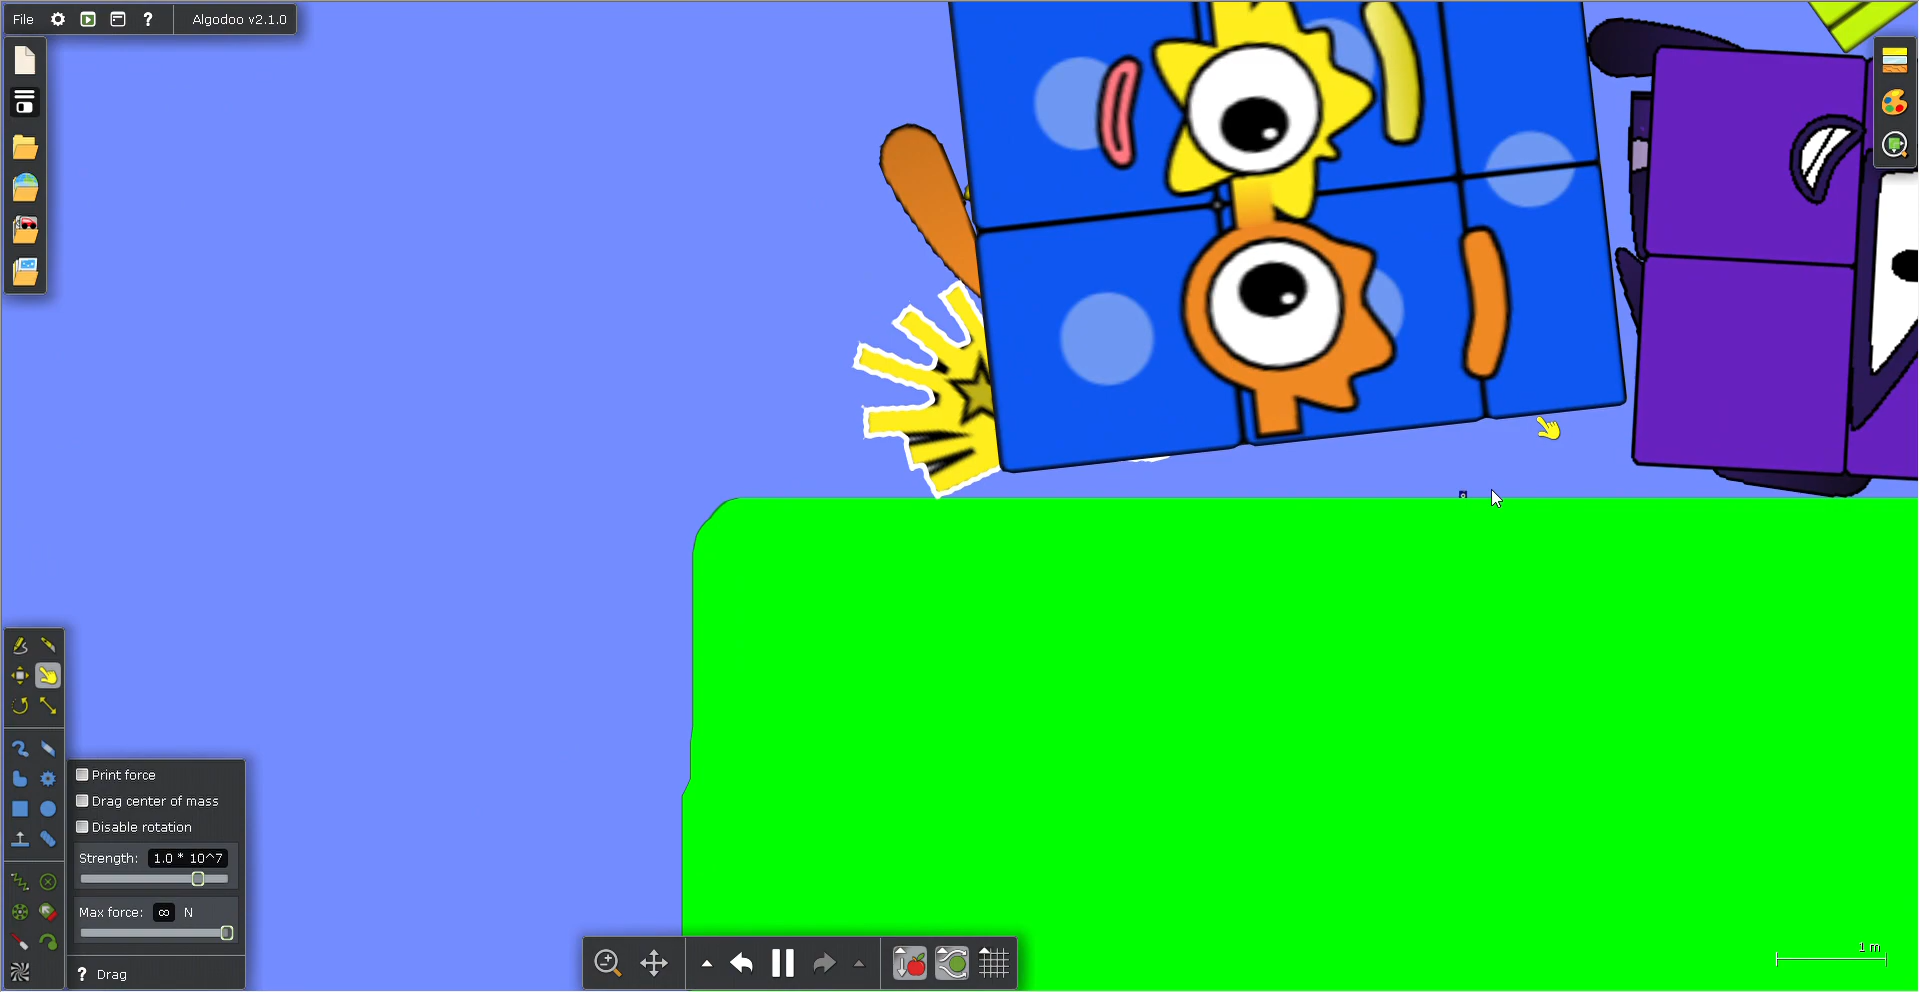 File ? Algodoo v2.1.0
Print force
Drag center of mass
Disable rotation
Strength: 1.0 * 10^7
Max force: ∞ N
? Drag
1 m